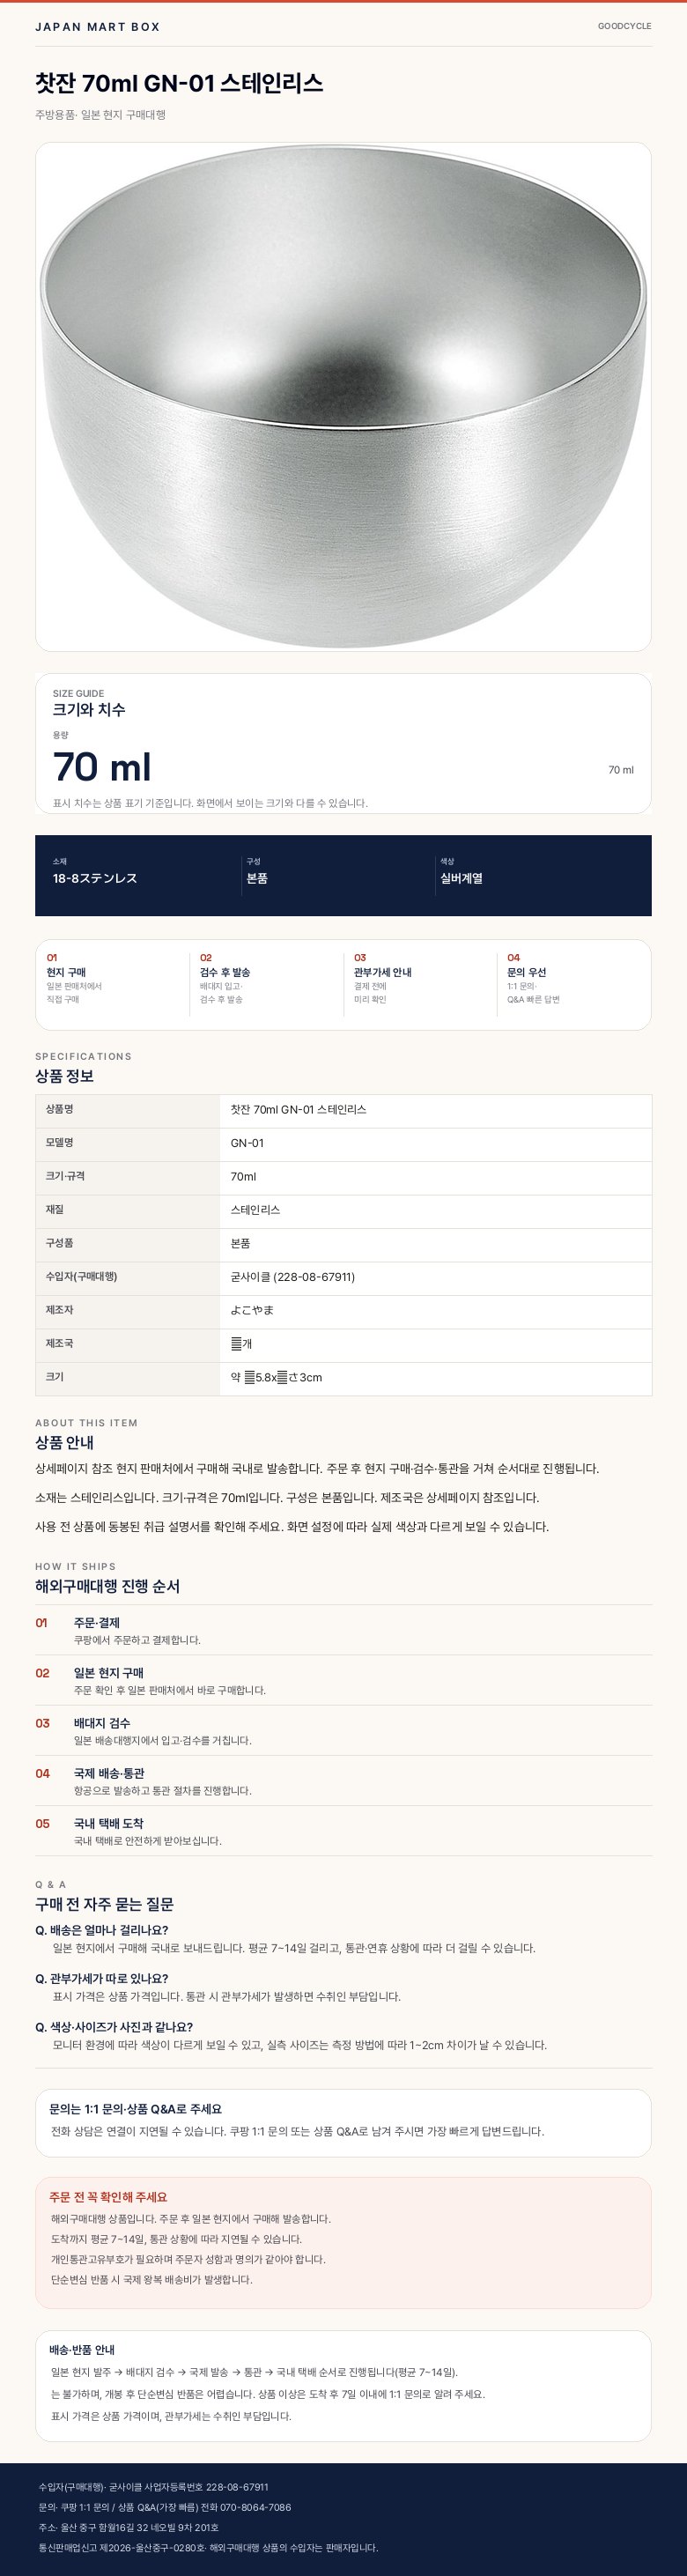 JAPAN MART BOX
GOODCYCLE
찻잔 70ml GN-01 스테인리스
주방용품· 일본 현지 구매대행
SIZE GUIDE
크기와 치수
용량
70 ml
70 ml
표시 치수는 상품 표기 기준입니다. 화면에서 보이는 크기와 다를 수 있습니다.
소재
18-8ステンレス
구성
본품
색상
실버계열
01
현지 구매
일본 판매처에서
직접 구매
02
검수 후 발송
배대지 입고·
검수 후 발송
03
관부가세 안내
결제 전에
미리 확인
04
문의 우선
1:1 문의·
Q&A 빠른 답변
SPECIFICATIONS
상품 정보
상품명
찻잔 70ml GN-01 스테인리스
모델명
GN-01
크기·규격
70ml
재질
스테인리스
구성품
본품
수입자(구매대행)
굳사이클 (228-08-67911)
제조자
よこやま
제조국
개
크기
약 5.8x さ3cm
ABOUT THIS ITEM
상품 안내
상세페이지 참조 현지 판매처에서 구매해 국내로 발송합니다. 주문 후 현지 구매·검수·통관을 거쳐 순서대로 진행됩니다.
소재는 스테인리스입니다. 크기·규격은 70ml입니다. 구성은 본품입니다. 제조국은 상세페이지 참조입니다.
사용 전 상품에 동봉된 취급 설명서를 확인해 주세요. 화면 설정에 따라 실제 색상과 다르게 보일 수 있습니다.
HOW IT SHIPS
해외구매대행 진행 순서
01
주문·결제
쿠팡에서 주문하고 결제합니다.
02
일본 현지 구매
주문 확인 후 일본 판매처에서 바로 구매합니다.
03
배대지 검수
일본 배송대행지에서 입고·검수를 거칩니다.
04
국제 배송·통관
항공으로 발송하고 통관 절차를 진행합니다.
05
국내 택배 도착
국내 택배로 안전하게 받아보십니다.
Q & A
구매 전 자주 묻는 질문
Q. 배송은 얼마나 걸리나요?
일본 현지에서 구매해 국내로 보내드립니다. 평균 7~14일 걸리고, 통관·연휴 상황에 따라 더 걸릴 수 있습니다.
Q. 관부가세가 따로 있나요?
표시 가격은 상품 가격입니다. 통관 시 관부가세가 발생하면 수취인 부담입니다.
Q. 색상·사이즈가 사진과 같나요?
모니터 환경에 따라 색상이 다르게 보일 수 있고, 실측 사이즈는 측정 방법에 따라 1~2cm 차이가 날 수 있습니다.
문의는 1:1 문의·상품 Q&A로 주세요
전화 상담은 연결이 지연될 수 있습니다. 쿠팡 1:1 문의 또는 상품 Q&A로 남겨 주시면 가장 빠르게 답변드립니다.
주문 전 꼭 확인해 주세요
해외구매대행 상품입니다. 주문 후 일본 현지에서 구매해 발송합니다.
도착까지 평균 7~14일, 통관 상황에 따라 지연될 수 있습니다.
개인통관고유부호가 필요하며 주문자 성함과 명의가 같아야 합니다.
단순변심 반품 시 국제 왕복 배송비가 발생합니다.
배송·반품 안내
일본 현지 발주 → 배대지 검수 → 국제 발송 → 통관 → 국내 택배 순서로 진행됩니다(평균 7~14일).
는 불가하며, 개봉 후 단순변심 반품은 어렵습니다. 상품 이상은 도착 후 7일 이내에 1:1 문의로 알려 주세요.
표시 가격은 상품 가격이며, 관부가세는 수취인 부담입니다.
수입자(구매대행)· 굳사이클 사업자등록번호 228-08-67911
문의· 쿠팡 1:1 문의 / 상품 Q&A(가장 빠름) 전화 070-8064-7086
주소· 울산 중구 함월16길 32 네오빌 9차 201호
통신판매업신고 제2026-울산중구-0280호· 해외구매대행 상품의 수입자는 판매자입니다.